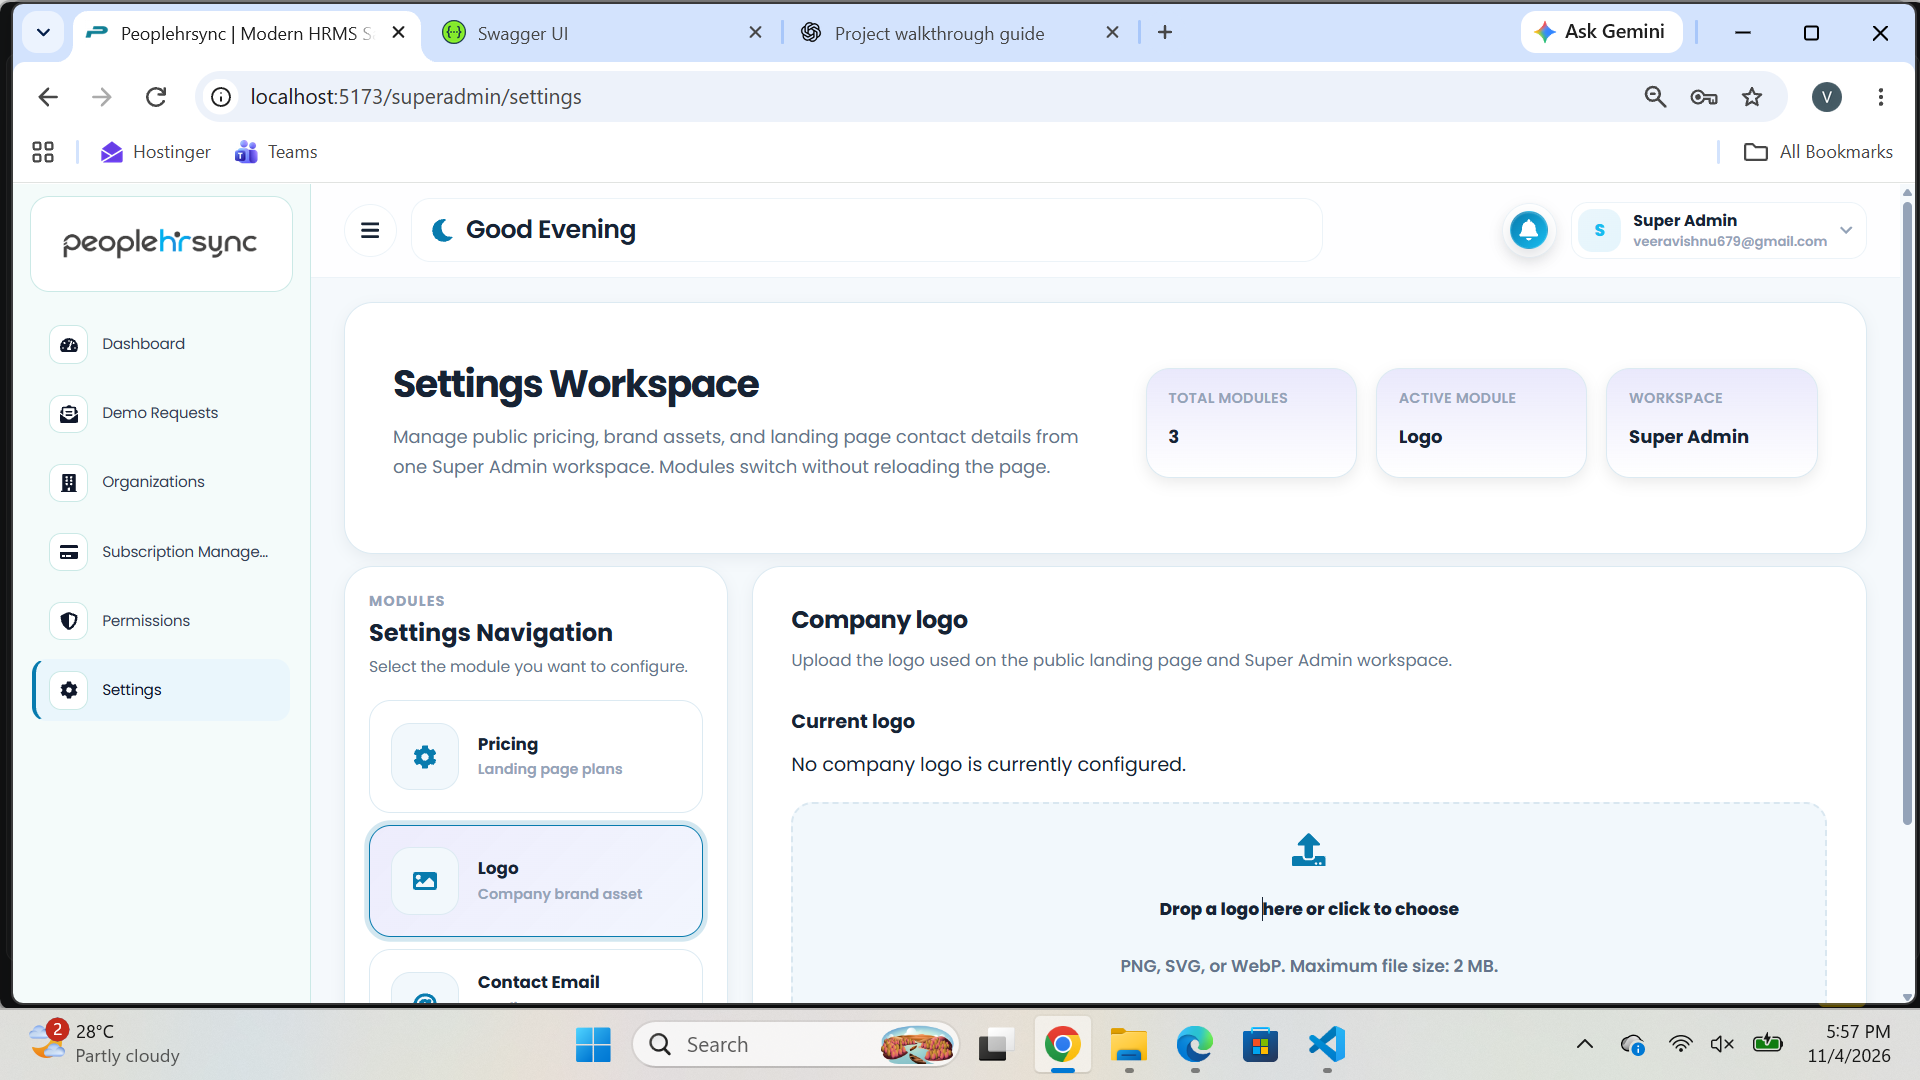 Peoplehrsync | Modern HRMS S
Swagger UI
Project walkthrough guide
Ask Gemini
localhost:5173/superadmin/settings
V
Hostinger
Teams
All Bookmarks
peoplehrsync
Good Evening
S
Super Admin
veeravishnu679@gmail.com
Dashboard
Demo Requests
Organizations
Subscription Manage...
Permissions
Settings
Settings Workspace
Manage public pricing, brand assets, and landing page contact details from
one Super Admin workspace. Modules switch without reloading the page.
TOTAL MODULES
3
ACTIVE MODULE
Logo
WORKSPACE
Super Admin
MODULES
Settings Navigation
Select the module you want to configure.
Pricing
Landing page plans
Logo
Company brand asset
Contact Email
Company logo
Upload the logo used on the public landing page and Super Admin workspace.
Current logo
No company logo is currently configured.
Drop a logo here or click to choose
PNG, SVG, or WebP. Maximum file size: 2 MB.
2
28°C
Partly cloudy
Search
5:57 PM
11/4/2026